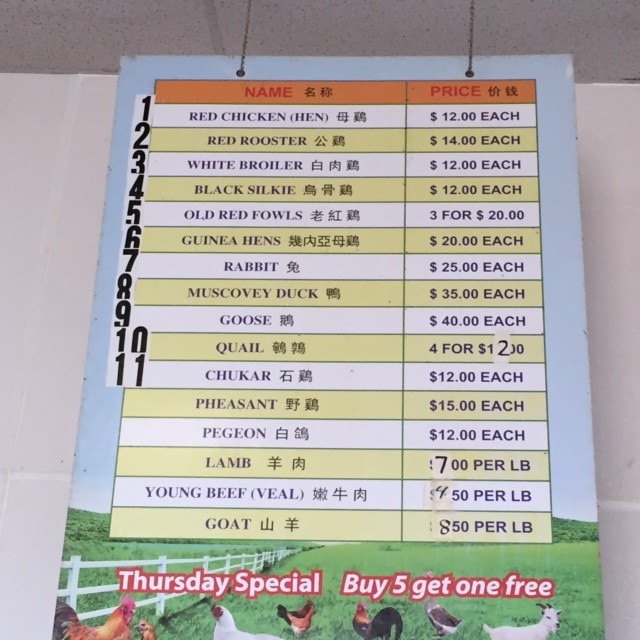 NAME 名称 PRICE 价钱
1 RED CHICKEN (HEN) 母鷄 $ 12.00 EACH
2 RED ROOSTER 公鷄 $ 14.00 EACH
3 WHITE BROILER 白肉鷄 $ 12.00 EACH
4 BLACK SILKIE 烏骨鷄 $ 12.00 EACH
5 OLD RED FOWLS 老紅鷄 3 FOR $ 20.00
6 GUINEA HENS 幾内亞母鷄 $ 20.00 EACH
7 RABBIT 兔 $ 25.00 EACH
8 MUSCOVEY DUCK 鴨 $ 35.00 EACH
9 GOOSE 鵝 $ 40.00 EACH
10 QUAIL 鵪鶉 4 FOR $12.00
11 CHUKAR 石鷄 $12.00 EACH
PHEASANT 野鷄 $15.00 EACH
PEGEON 白鴿 $12.00 EACH
LAMB 羊肉 $7.00 PER LB
YOUNG BEEF (VEAL) 嫩牛肉 $4.50 PER LB
GOAT 山羊 8.50 PER LB
Thursday Special Buy 5 get one free